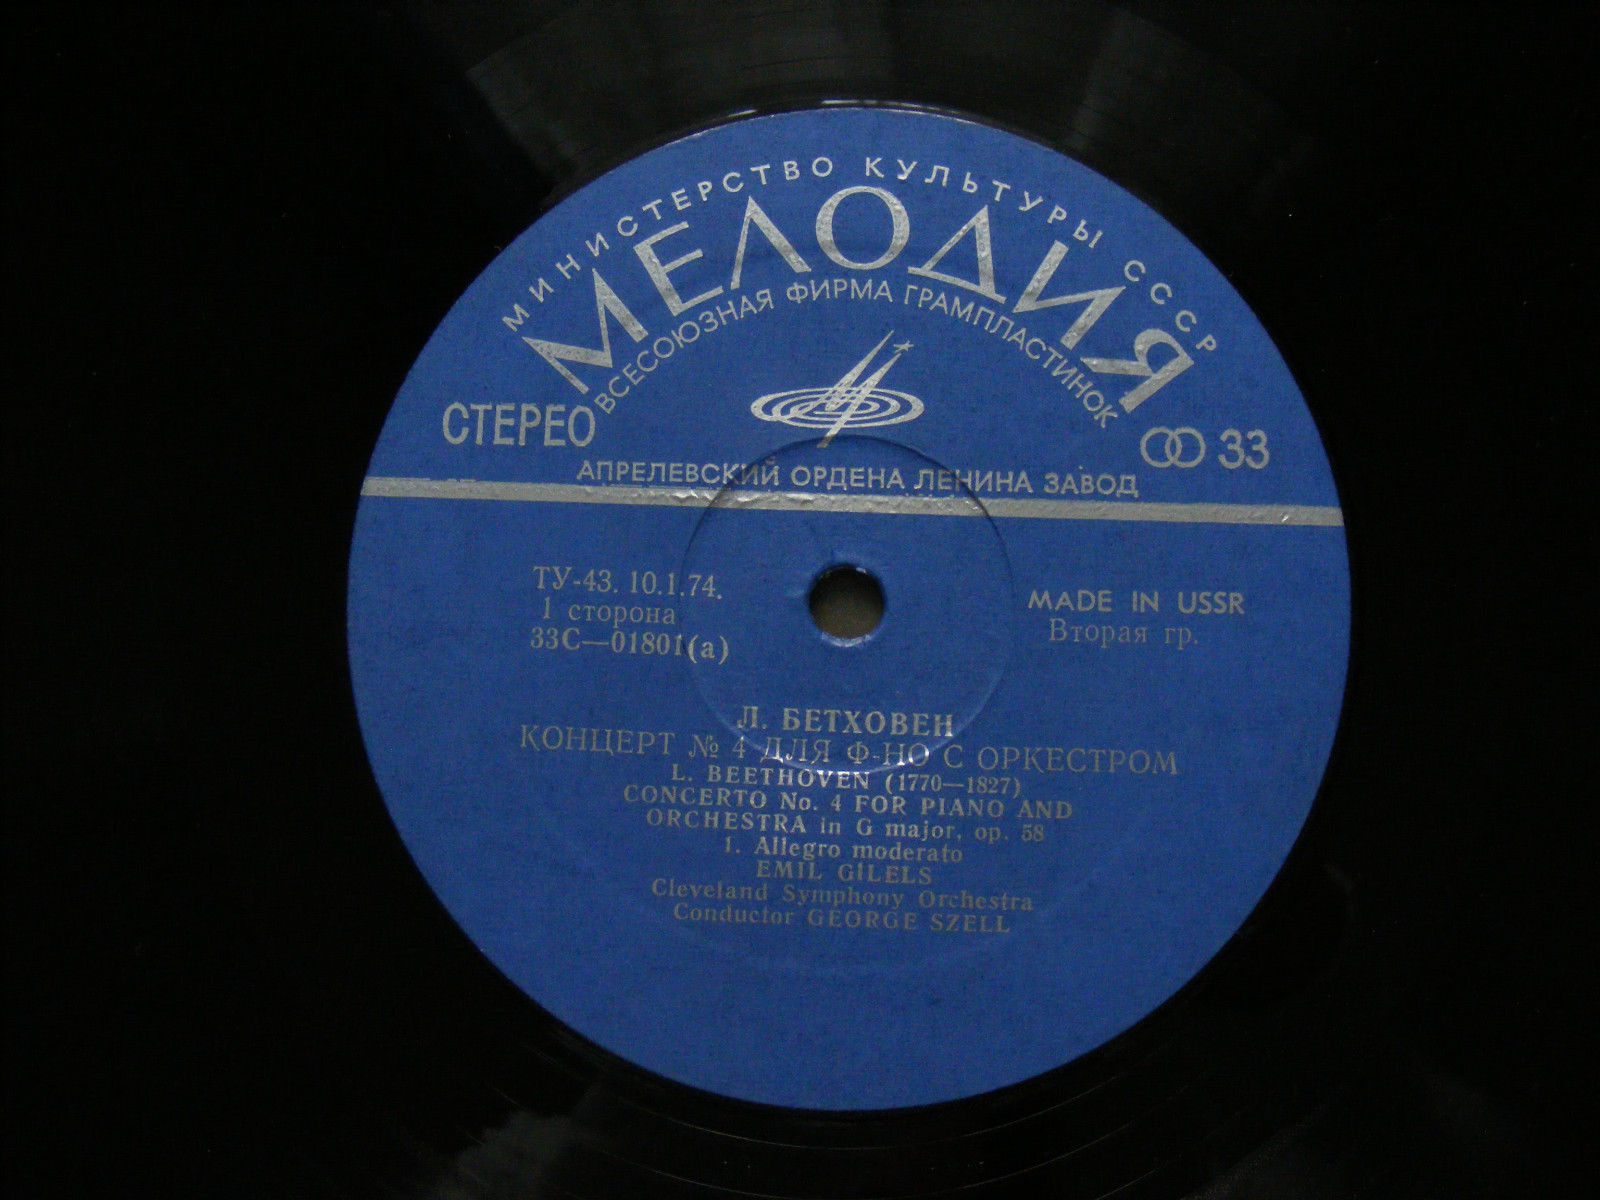 МИНИСТЕРСТВО КУЛЬТУРЫ СССР
МЕЛОДИЯ
ВСЕСОЮЗНАЯ ФИРМА ГРАМПЛАСТИНОК
СТЕРЕО
33
АПРЕЛЕВСКИЙ ОРДЕНА ЛЕНИНА ЗАВОД
ТУ-43. 10.1.74.
1 сторона
33С—01801(а)
MADE IN USSR
Вторая гр.
Л. БЕТХОВЕН
КОНЦЕРТ № 4 ДЛЯ Ф-НО С ОРКЕСТРОМ
L. BEETHOVEN (1770—1827)
CONCERTO No. 4 FOR PIANO AND
ORCHESTRA in G major, op. 58
1. Allegro moderato
EMIL GILELS
Cleveland Symphony Orchestra
Conductor GEORGE SZELL